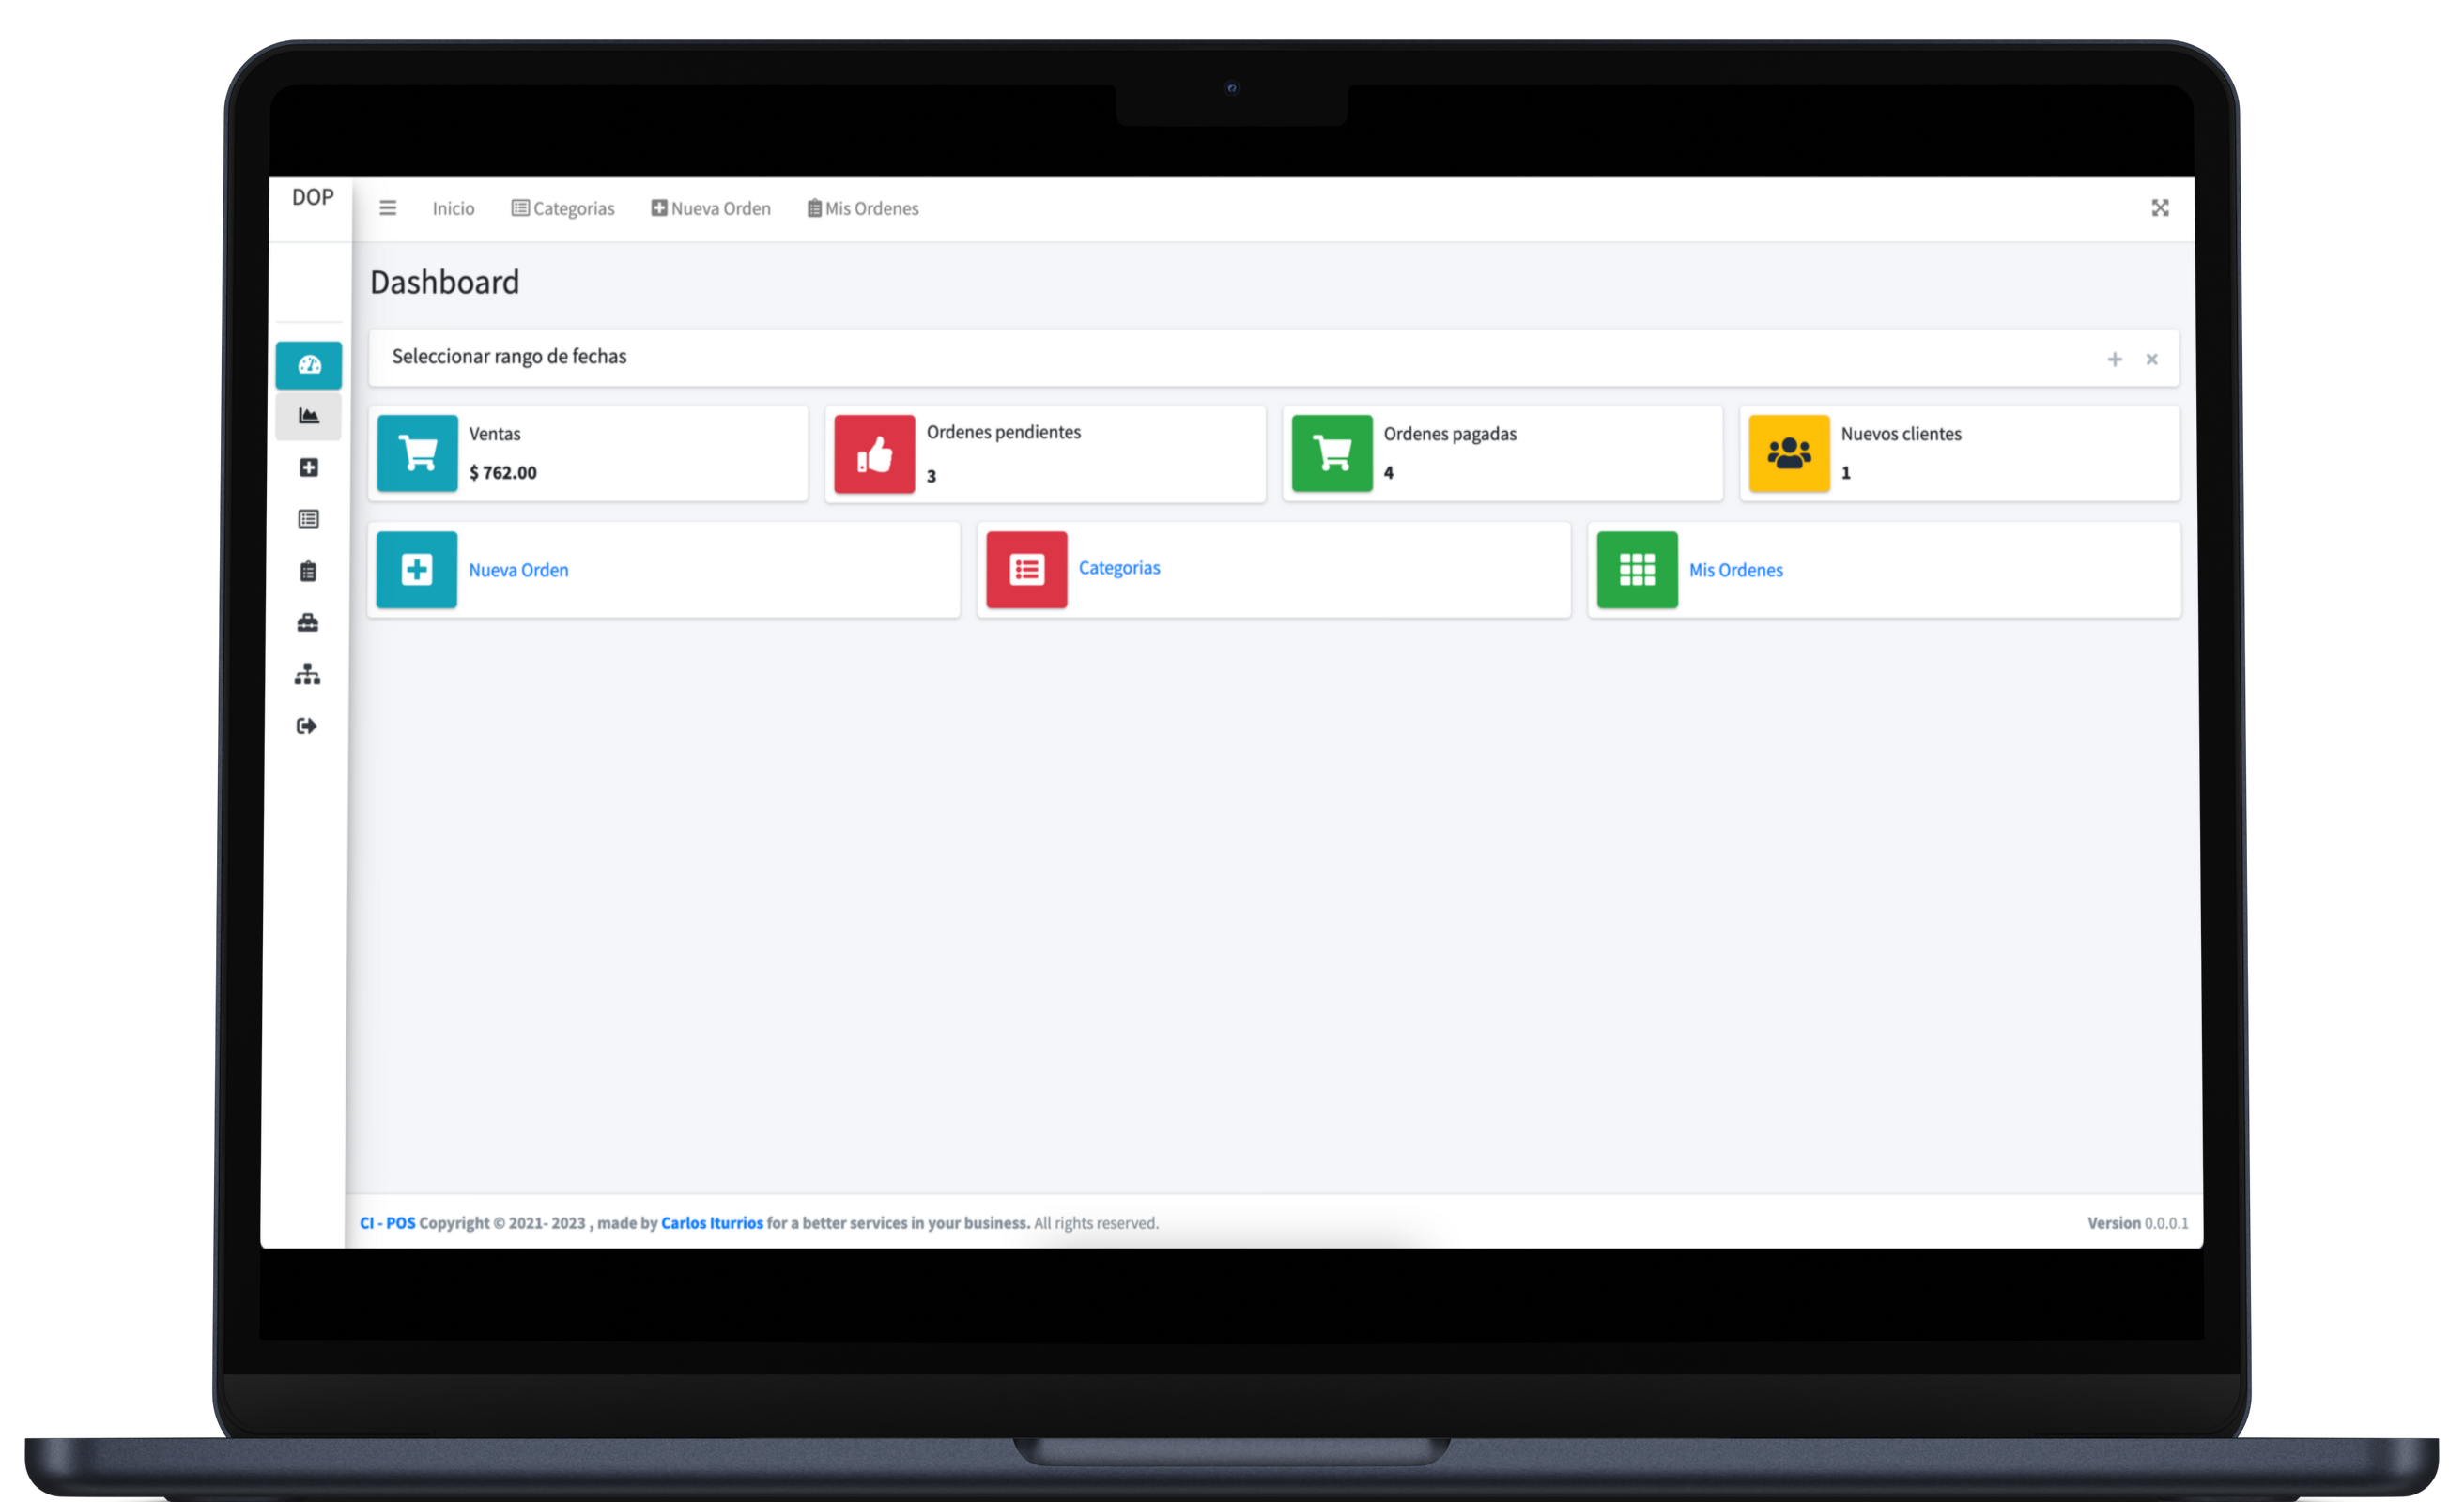 DOP
Inicio Categorias Nueva Orden Mis Ordenes
Dashboard
Seleccionar rango de fechas
Ventas
$ 762.00
Ordenes pendientes
3
Ordenes pagadas
4
Nuevos clientes
1
Nueva Orden
Categorias
Mis Ordenes
CI - POS Copyright © 2021- 2023 , made by Carlos Iturrios for a better services in your business. All rights reserved.
Version 0.0.0.1